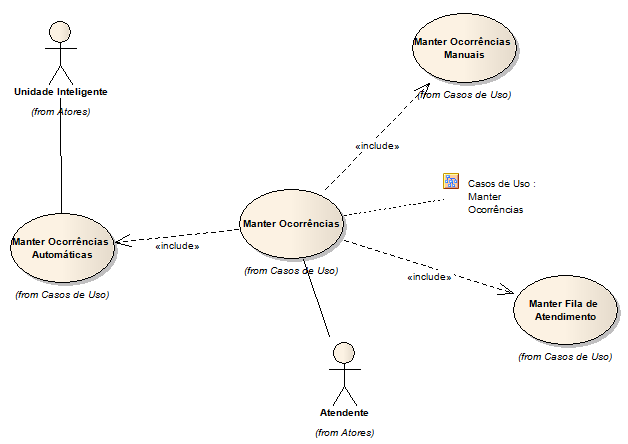 Manter Ocorrências
Manuais
(from Casos de Uso)
Unidade Inteligente
(from Atores)
«include»
Casos de Uso :
Manter
Ocorrências
Manter Ocorrências
(from Casos de Uso)
Manter Ocorrências
Automáticas
(from Casos de Uso)
«include»
«include»
Manter Fila de
Atendimento
(from Casos de Uso)
Atendente
(from Atores)